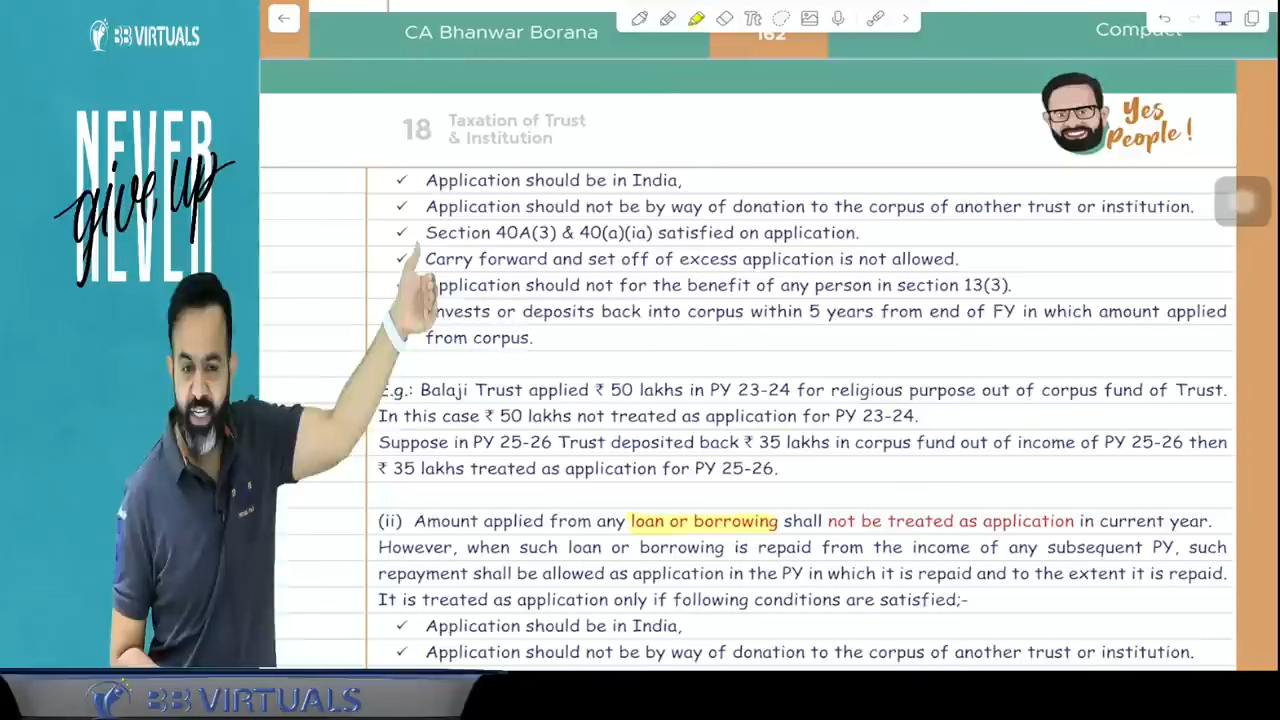 BB VIRTUALS
CA Bhanwar Borana
162
Compact
NEVER
give up
NEVER
18
Taxation of Trust
& Institution
Yes
People!
✓ Application should be in India,
✓ Application should not be by way of donation to the corpus of another trust or institution.
✓ Section 40A(3) & 40(a)(ia) satisfied on application.
✓ Carry forward and set off of excess application is not allowed.
pplication should not for the benefit of any person in section 13(3).
nvests or deposits back into corpus within 5 years from end of FY in which amount applied
from corpus.
E.g.: Balaji Trust applied ₹ 50 lakhs in PY 23-24 for religious purpose out of corpus fund of Trust.
In this case ₹ 50 lakhs not treated as application for PY 23-24.
Suppose in PY 25-26 Trust deposited back ₹ 35 lakhs in corpus fund out of income of PY 25-26 then
₹ 35 lakhs treated as application for PY 25-26.
(ii) Amount applied from any loan or borrowing shall not be treated as application in current year.
However, when such loan or borrowing is repaid from the income of any subsequent PY, such
repayment shall be allowed as application in the PY in which it is repaid and to the extent it is repaid.
It is treated as application only if following conditions are satisfied;-
✓ Application should be in India,
✓ Application should not be by way of donation to the corpus of another trust or institution.
BB VIRTUALS